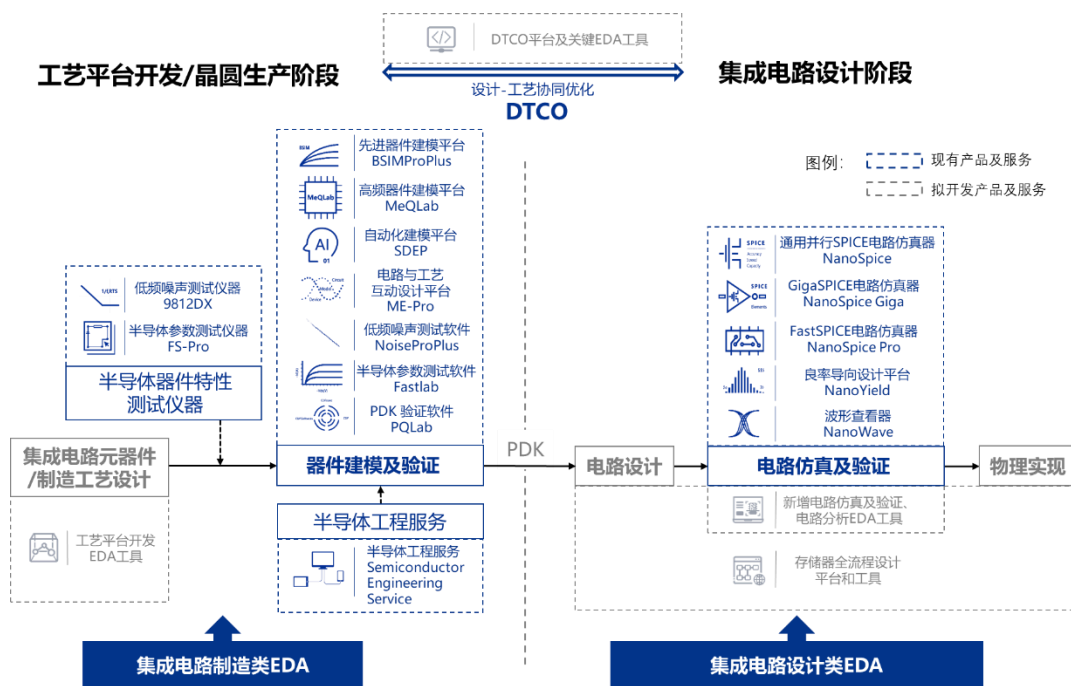 DTCO平台及关键EDA工具
工艺平台开发/晶圆生产阶段
集成电路设计阶段
设计-工艺协同优化
DTCO
图例：
现有产品及服务
拟开发产品及服务
BSIM
先进器件建模平台
BSIMProPlus
MeQLab
高频器件建模平台
MeQLab
AI
01
自动化建模平台
SDEP
电路与工艺
互动设计平台
ME-Pro
低频噪声测试软件
NoiseProPlus
半导体参数测试软件
Fastlab
PDK 验证软件
PQLab
低频噪声测试仪器
9812DX
半导体参数测试仪器
FS-Pro
半导体器件特性
测试仪器
SPICE
通用并行SPICE电路仿真器
NanoSpice
SPICE
GigaSPICE电路仿真器
NanoSpice Giga
FastSPICE电路仿真器
NanoSpice Pro
良率导向设计平台
NanoYield
波形查看器
NanoWave
集成电路元器件
/制造工艺设计
器件建模及验证
PDK
电路设计
电路仿真及验证
物理实现
工艺平台开发
EDA工具
半导体工程服务
半导体工程服务
Semiconductor
Engineering
Service
新增电路仿真及验证、
电路分析EDA工具
存储器全流程设计
平台和工具
集成电路制造类EDA
集成电路设计类EDA